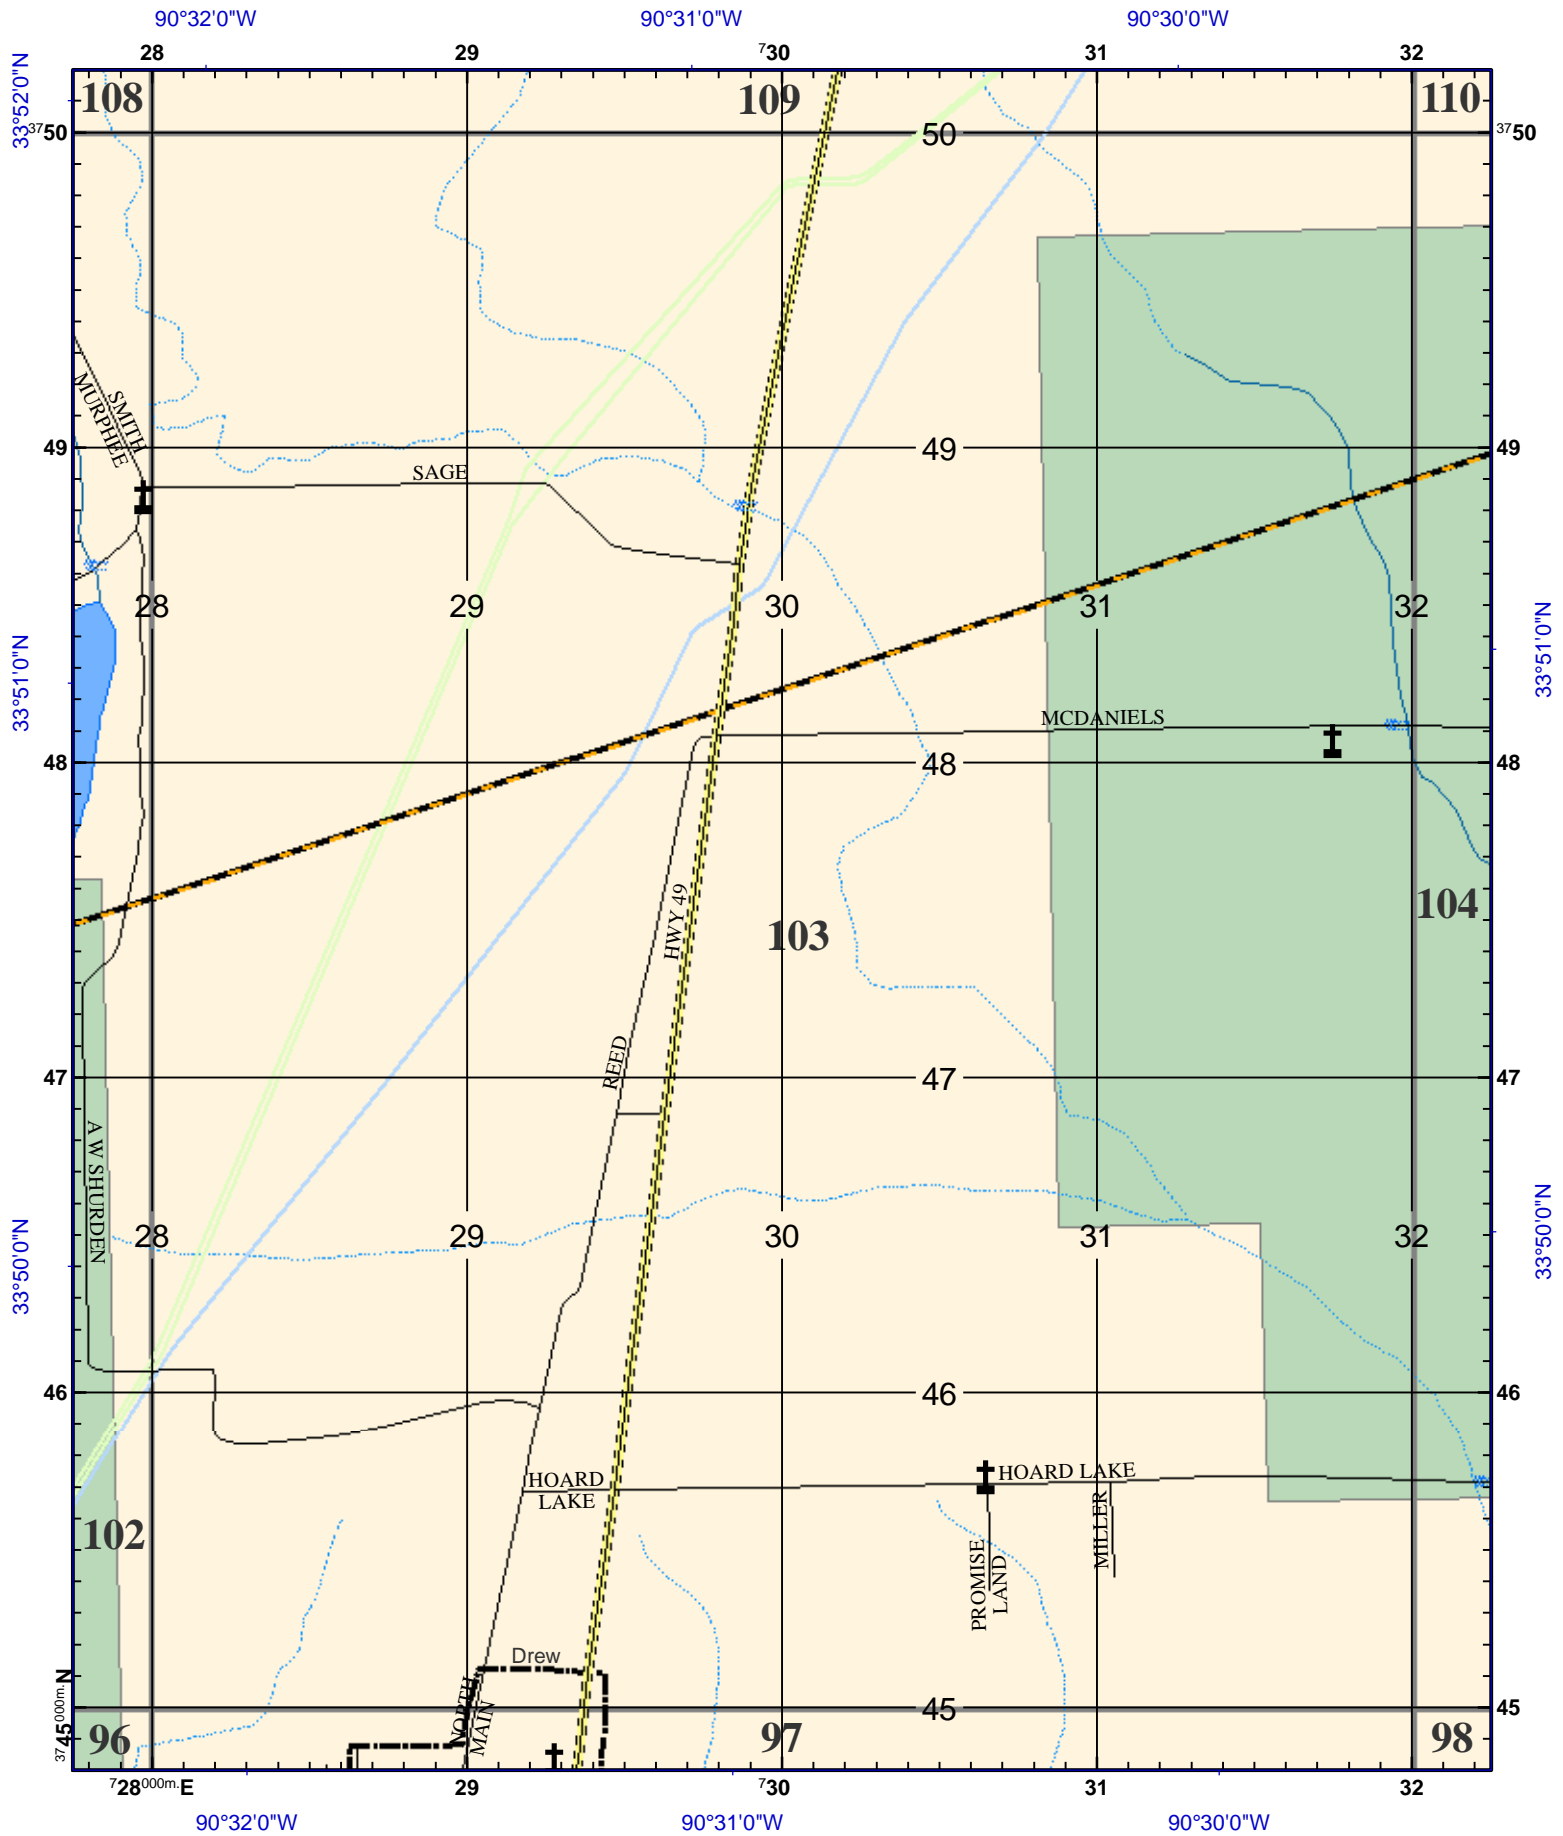 90°32'0"W 90°31'0"W 90°30'0"W
28 29 730 31 32
33°52'0"N
108 109 110
3750 50 3750
SMITH
MURPHEE
49 49 49
SAGE
28 29 30 31 32
33°51'0"N 33°51'0"N
MCDANIELS
48 48 48
HWY 49
103 104
REED
47 47 47
A W SHURDEN
28 29 30 31 32
33°50'0"N 33°50'0"N
46 46 46
HOARD
LAKE
HOARD LAKE
102
MILLER
PROMISE
LAND
Drew
NORTH
MAIN
3745000m.N 45 45
96 97 98
728000m.E 29 730 31 32
90°32'0"W 90°31'0"W 90°30'0"W